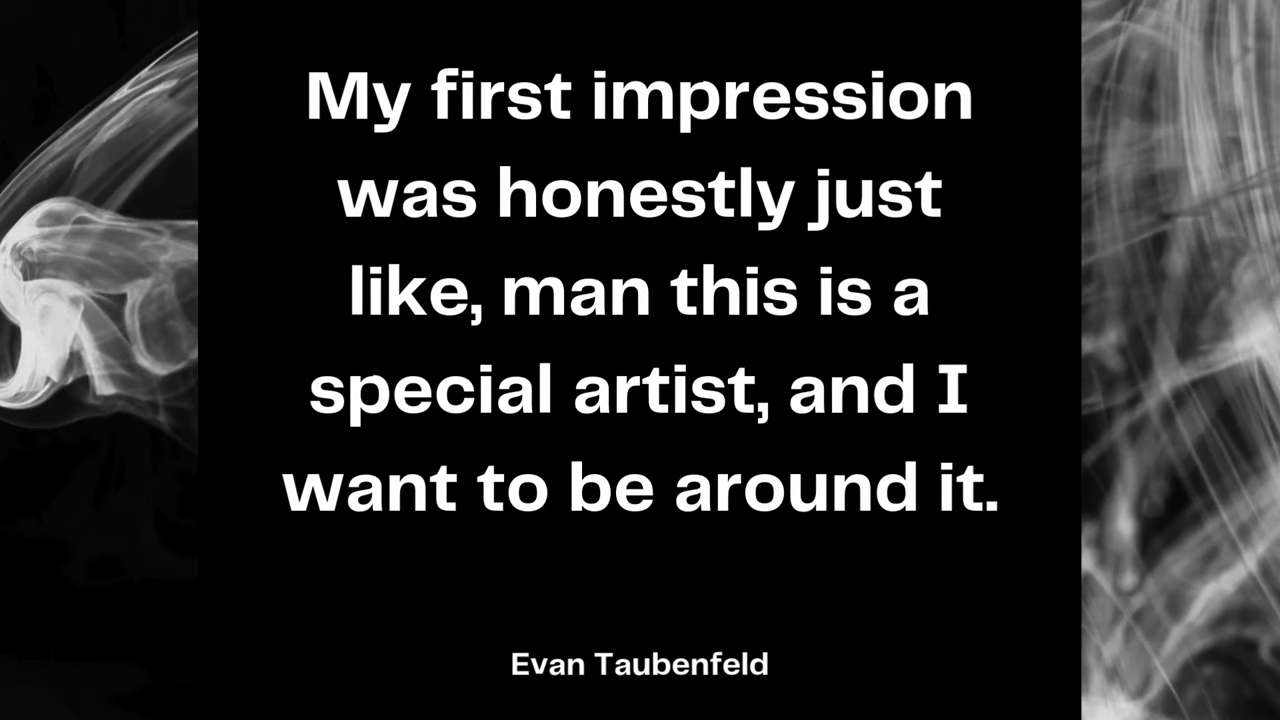 My first impression
was honestly just
like, man this is a
special artist, and I
want to be around it.
Evan Taubenfeld